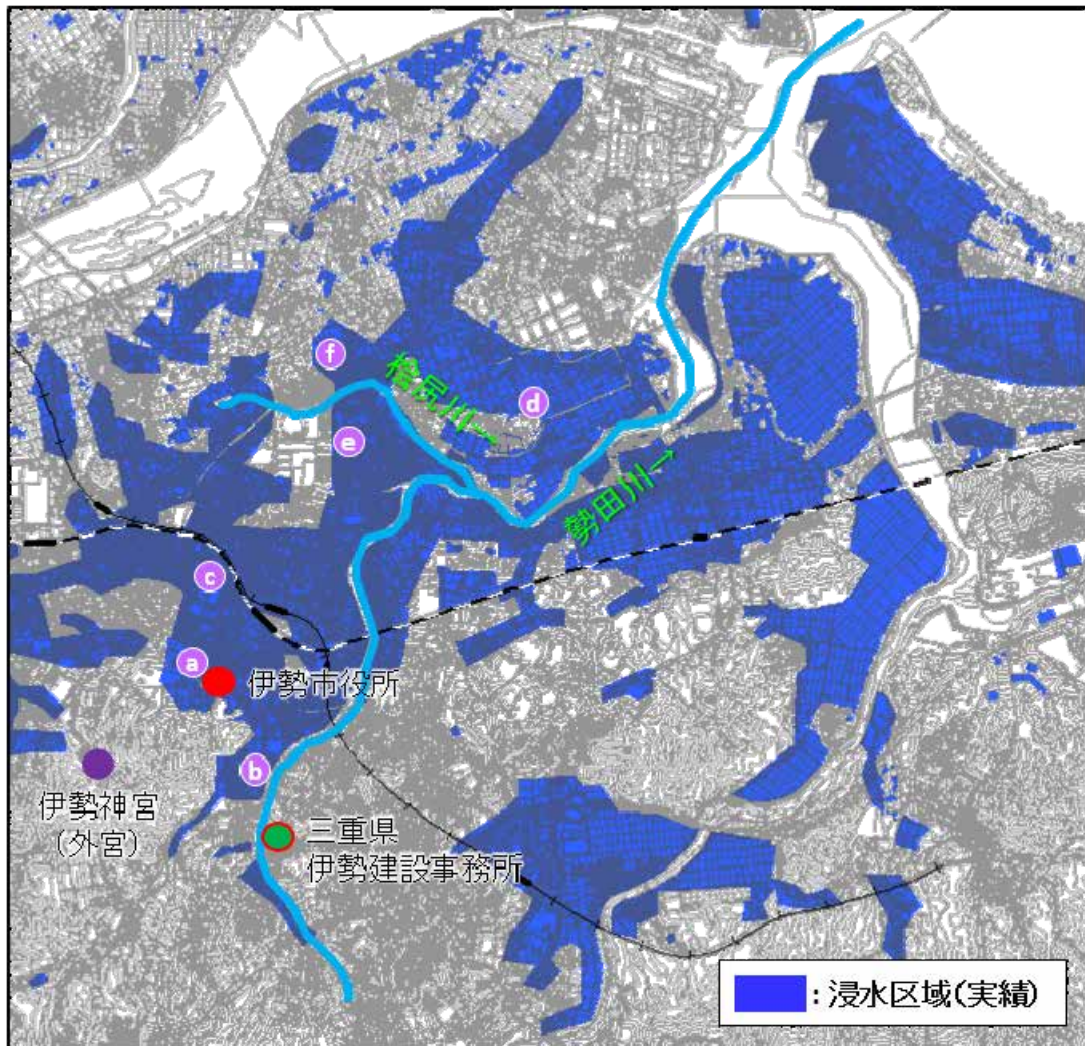 f
檜尻川→
d
e
勢田川→
c
a
伊勢市役所
b
伊勢神宮
(外宮)
三重県
伊勢建設事務所
:浸水区域(実績)